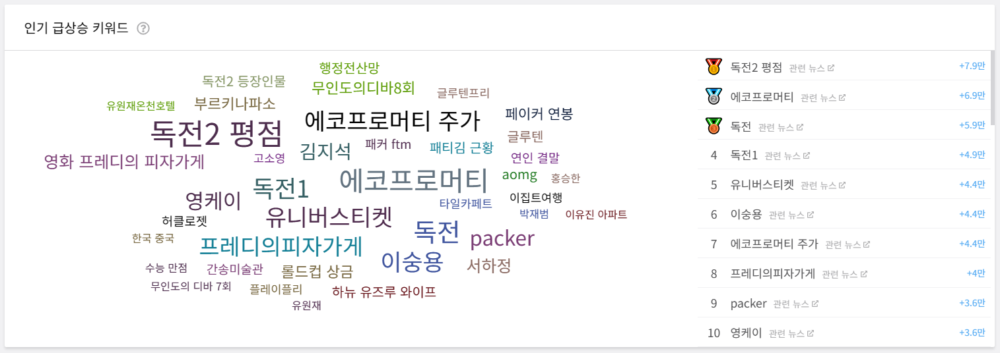 인기 급상승 키워드
행정전산망
독전2 등장인물
무인도의디바8회
글루텐프리
유원재온천호텔
부르키나파소
에코프로머티 주가
페이커 연봉
독전2 평점
김지석
패커 ftm
패티김 근황
글루텐
영화 프레디의 피자가게
고소영
연인 결말
에코프로머티
aomg
홍승한
독전1
영케이
타일카페트
이집트여행
허클로젯
유니버스티켓
박재범
이유진 아파트
한국 중국
프레디의피자가게
독전
packer
이숭용
서하정
수능 만점
간송미술관
롤드컵 상금
무인도의 디바 7회
플레이플리
하뉴 유즈루 와이프
유원재
1 독전2 평점 관련 뉴스 +7.9만
2 에코프로머티 관련 뉴스 +6.9만
3 독전 관련 뉴스 +5.9만
4 독전1 관련 뉴스 +4.9만
5 유니버스티켓 관련 뉴스 +4.4만
6 이숭용 관련 뉴스 +4.4만
7 에코프로머티 주가 관련 뉴스 +4.4만
8 프레디의피자가게 관련 뉴스 +4만
9 packer 관련 뉴스 +3.6만
10 영케이 관련 뉴스 +3.6만